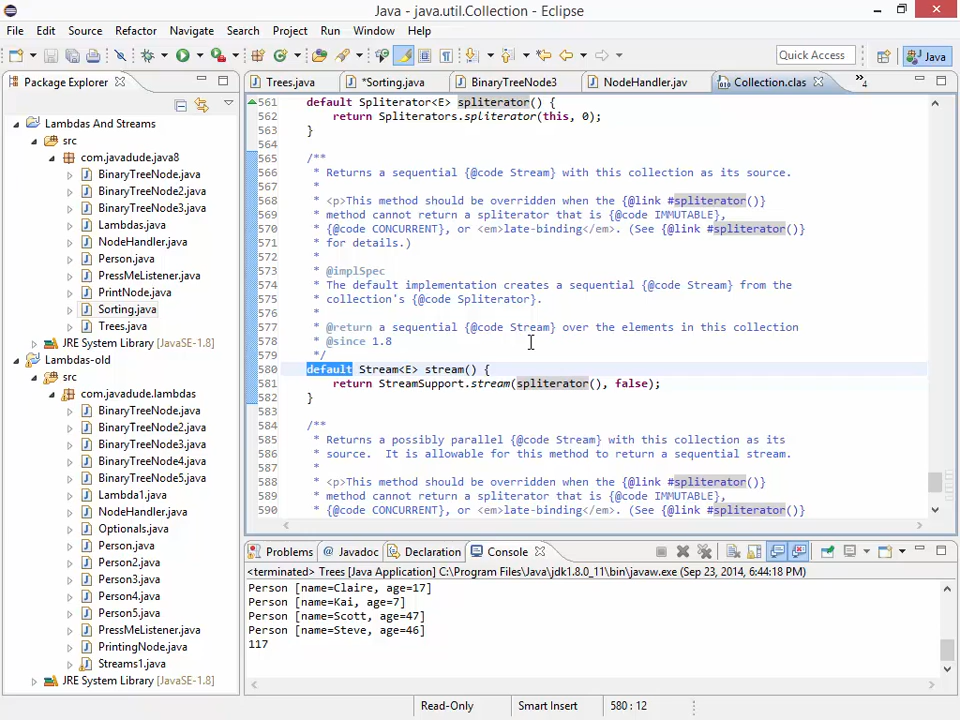 Java - java.util.Collection - Eclipse
File Edit Source Refactor Navigate Search Project Run Window Help
Quick Access
Java
Package Explorer
Trees.java
*Sorting.java
BinaryTreeNode3
NodeHandler.jav
Collection.clas
»4
Lambdas And Streams
src
com.javadude.java8
BinaryTreeNode.java
BinaryTreeNode2.java
BinaryTreeNode3.java
Lambdas.java
NodeHandler.java
Person.java
PressMeListener.java
PrintNode.java
Sorting.java
Trees.java
JRE System Library [JavaSE-1.8]
Lambdas-old
src
com.javadude.lambdas
BinaryTreeNode.java
BinaryTreeNode2.java
BinaryTreeNode3.java
BinaryTreeNode4.java
BinaryTreeNode5.java
Lambda1.java
NodeHandler.java
Optionals.java
Person.java
Person2.java
Person3.java
Person4.java
Person5.java
PressMeListener.java
PrintingNode.java
Streams1.java
JRE System Library [JavaSE-1.8]
561 default Spliterator<E> spliterator() {
562 return Spliterators.spliterator(this, 0);
563 }
564
565 /**
566 * Returns a sequential {@code Stream} with this collection as its source.
567 *
568 * <p>This method should be overridden when the {@link #spliterator()}
569 * method cannot return a spliterator that is {@code IMMUTABLE},
570 * {@code CONCURRENT}, or <em>late-binding</em>. (See {@link #spliterator()}
571 * for details.)
572 *
573 * @implSpec
574 * The default implementation creates a sequential {@code Stream} from the
575 * collection's {@code Spliterator}.
576 *
577 * @return a sequential {@code Stream} over the elements in this collection
578 * @since 1.8
579 */
580 default Stream<E> stream() {
581 return StreamSupport.stream(spliterator(), false);
582 }
583
584 /**
585 * Returns a possibly parallel {@code Stream} with this collection as its
586 * source.  It is allowable for this method to return a sequential stream.
587 *
588 * <p>This method should be overridden when the {@link #spliterator()}
589 * method cannot return a spliterator that is {@code IMMUTABLE},
590 * {@code CONCURRENT}, or <em>late-binding</em>. (See {@link #spliterator()}
Problems
Javadoc
Declaration
Console
<terminated> Trees [Java Application] C:\Program Files\Java\jdk1.8.0_11\bin\javaw.exe (Sep 23, 2014, 6:44:18 PM)
Person [name=Claire, age=17]
Person [name=Kai, age=7]
Person [name=Scott, age=47]
Person [name=Steve, age=46]
117
Read-Only
Smart Insert
580 : 12